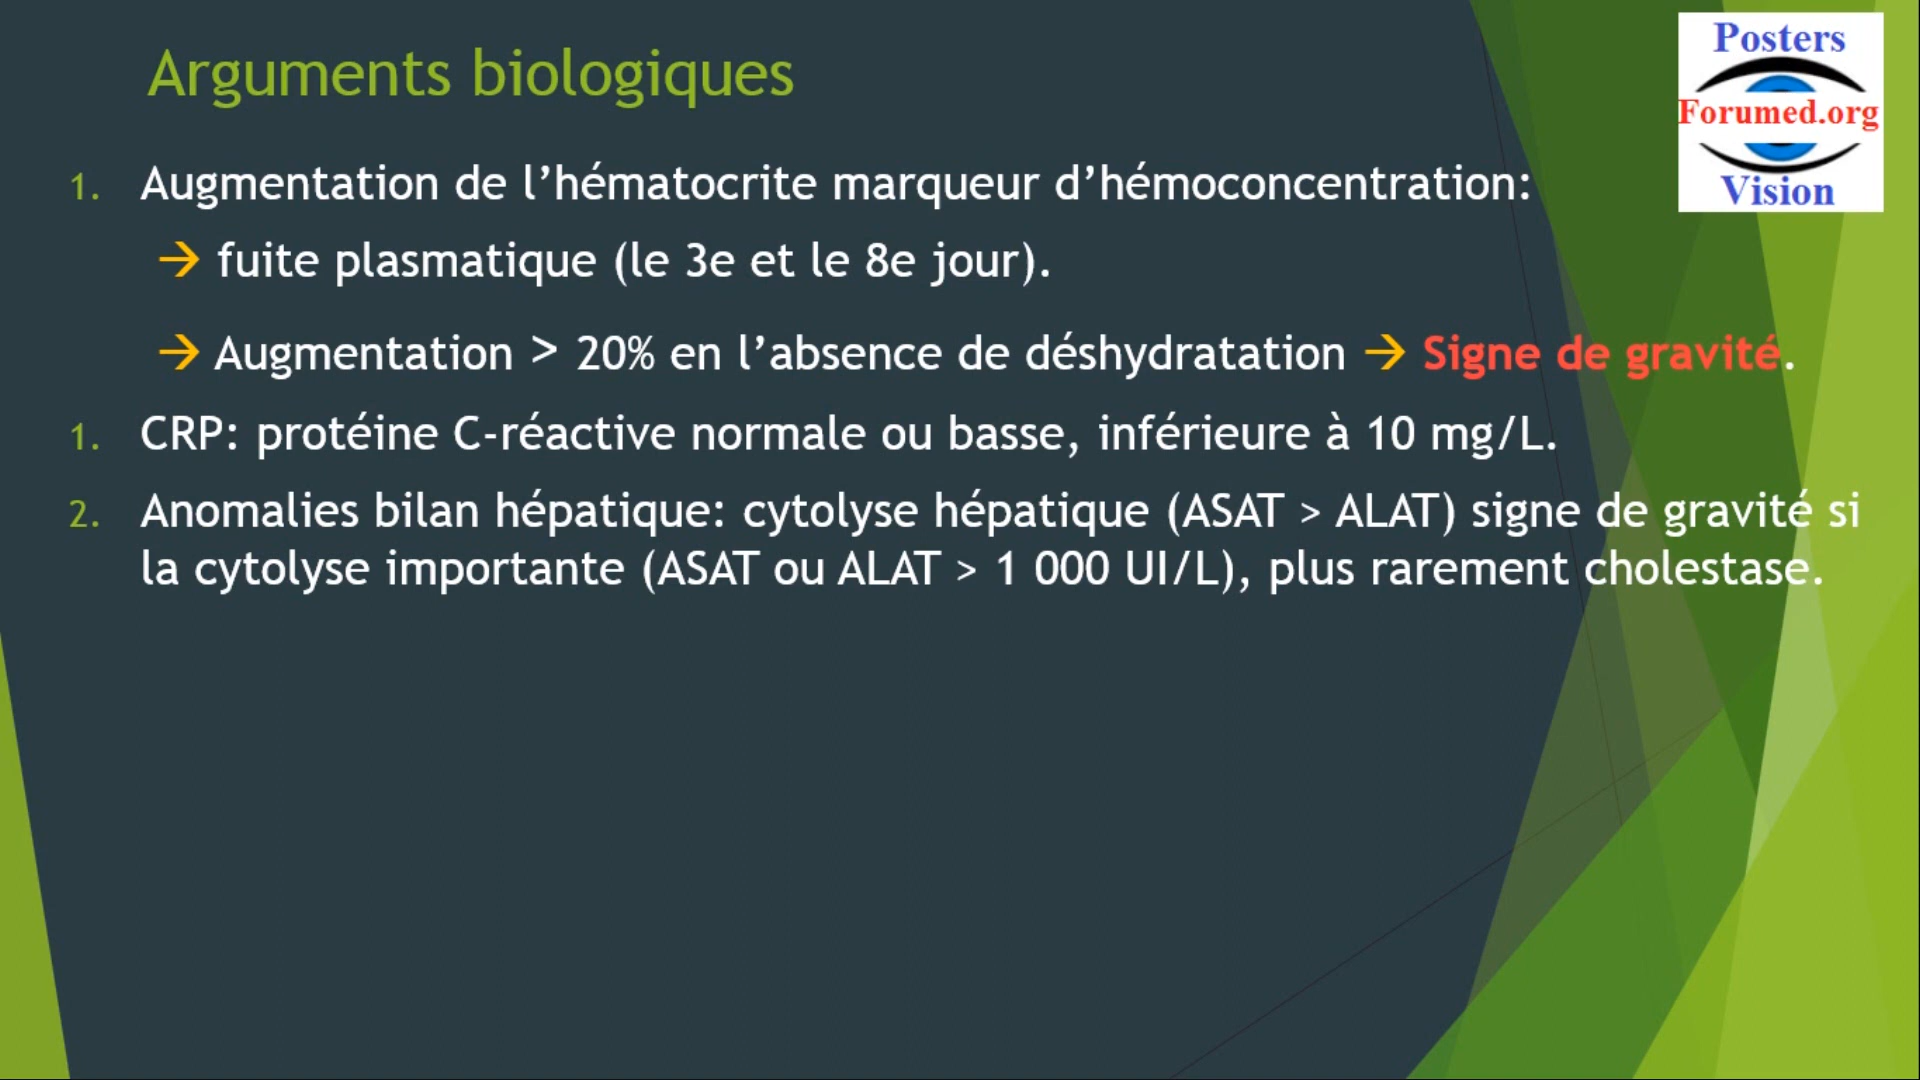 Arguments biologiques
Posters
Forumed.org
Vision
1. Augmentation de l’hématocrite marqueur d’hémoconcentration:
→ fuite plasmatique (le 3e et le 8e jour).
→ Augmentation > 20% en l’absence de déshydratation → Signe de gravité.
1. CRP: protéine C-réactive normale ou basse, inférieure à 10 mg/L.
2. Anomalies bilan hépatique: cytolyse hépatique (ASAT > ALAT) signe de gravité si
la cytolyse importante (ASAT ou ALAT > 1 000 UI/L), plus rarement cholestase.